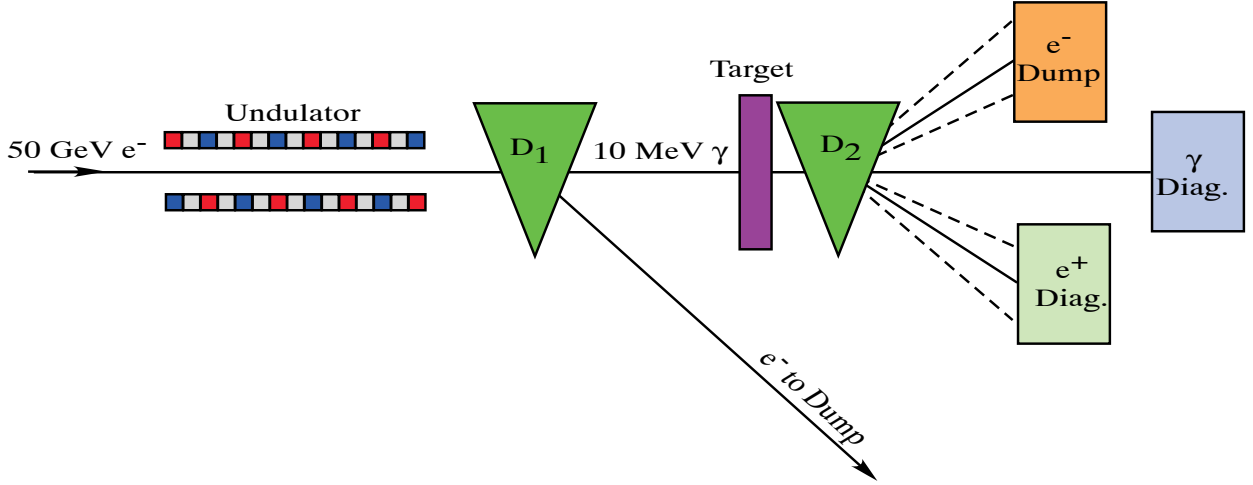 Undulator
50 GeV e⁻
D₁
10 MeV γ
Target
D₂
e⁻
Dump
γ
Diag.
e⁺
Diag.
e⁻ to Dump